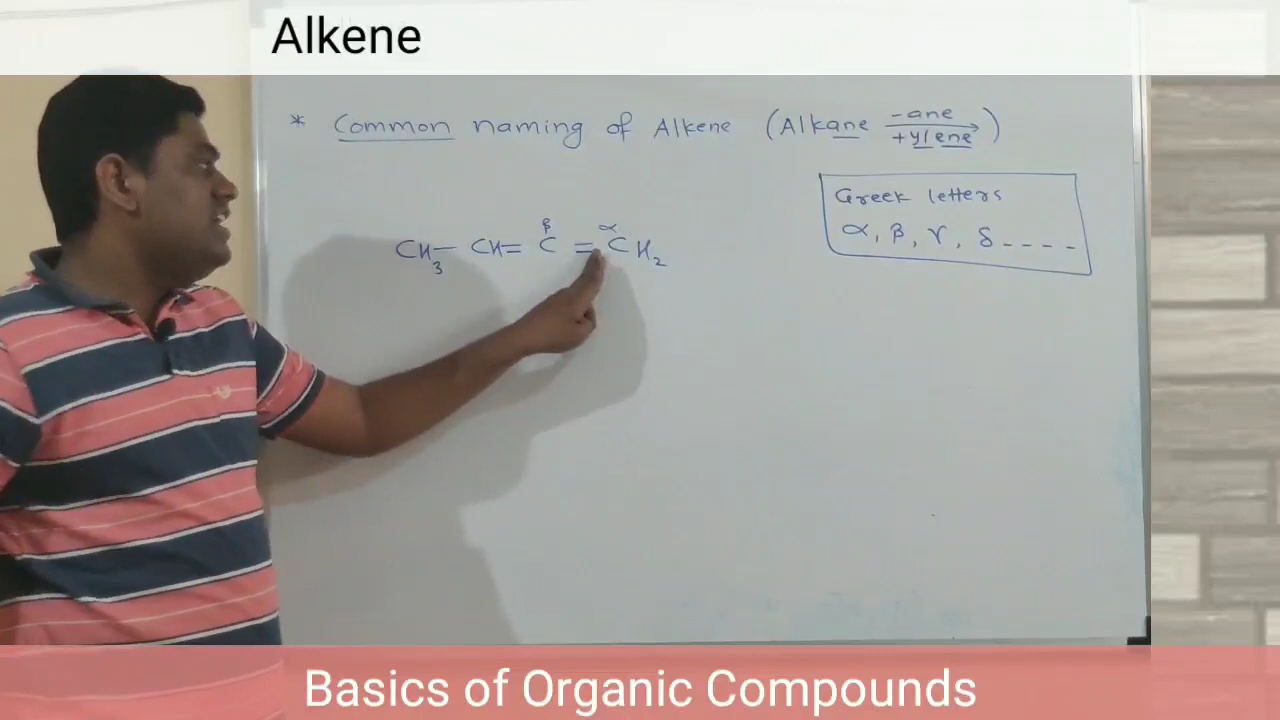 Alkene
* Common naming of Alkene (Alkane -ane +ylene)
Greek letters
α, β, γ, δ - - - -
β α
CH₃ — CH = C = CH₂
Basics of Organic Compounds